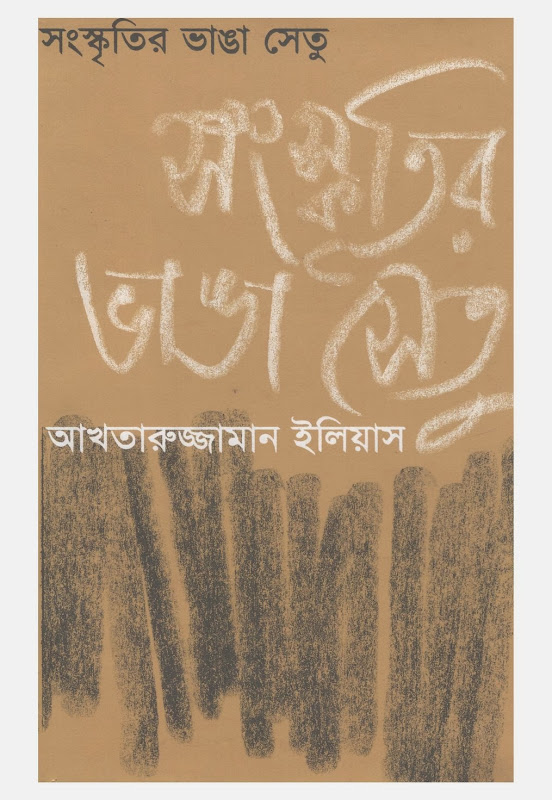 সংস্কৃতির ভাঙা সেতু
সংস্কৃতির
ভাঙা সেতু
আখতারুজ্জামান ইলিয়াস